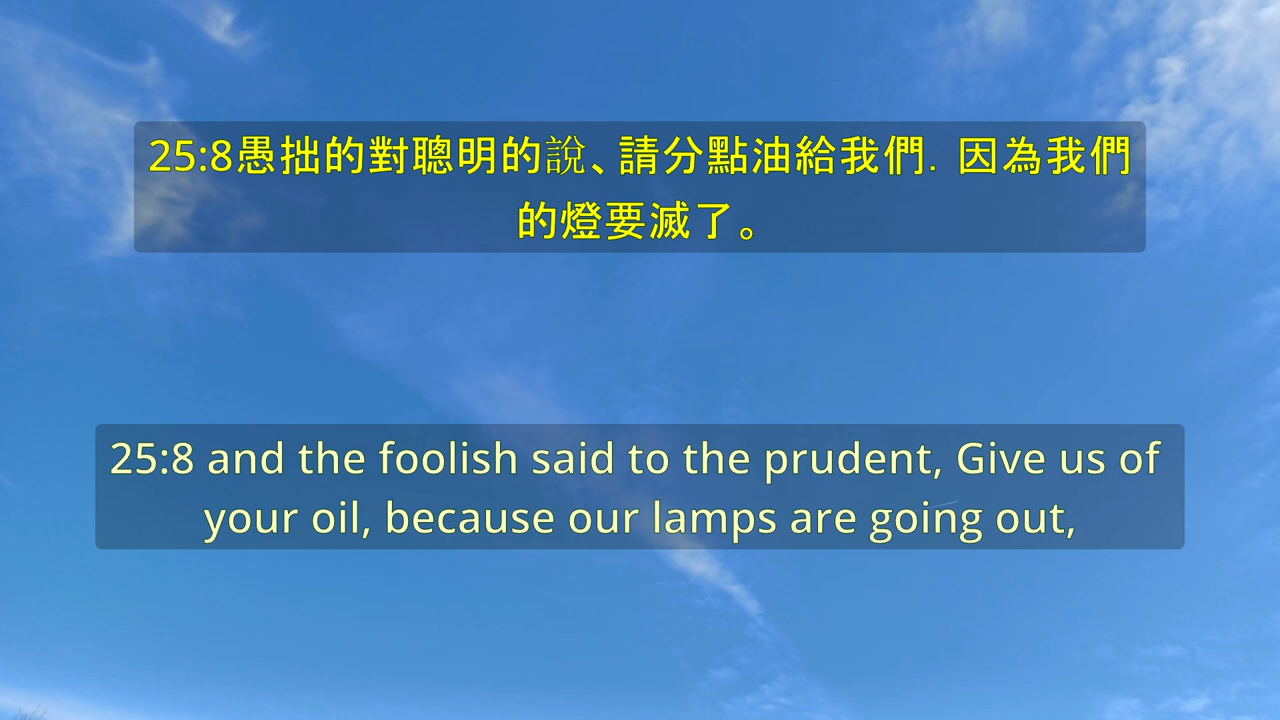 25:8愚拙的對聰明的說、請分點油給我們．因為我們
的燈要滅了。
25:8 and the foolish said to the prudent, Give us of
your oil, because our lamps are going out,